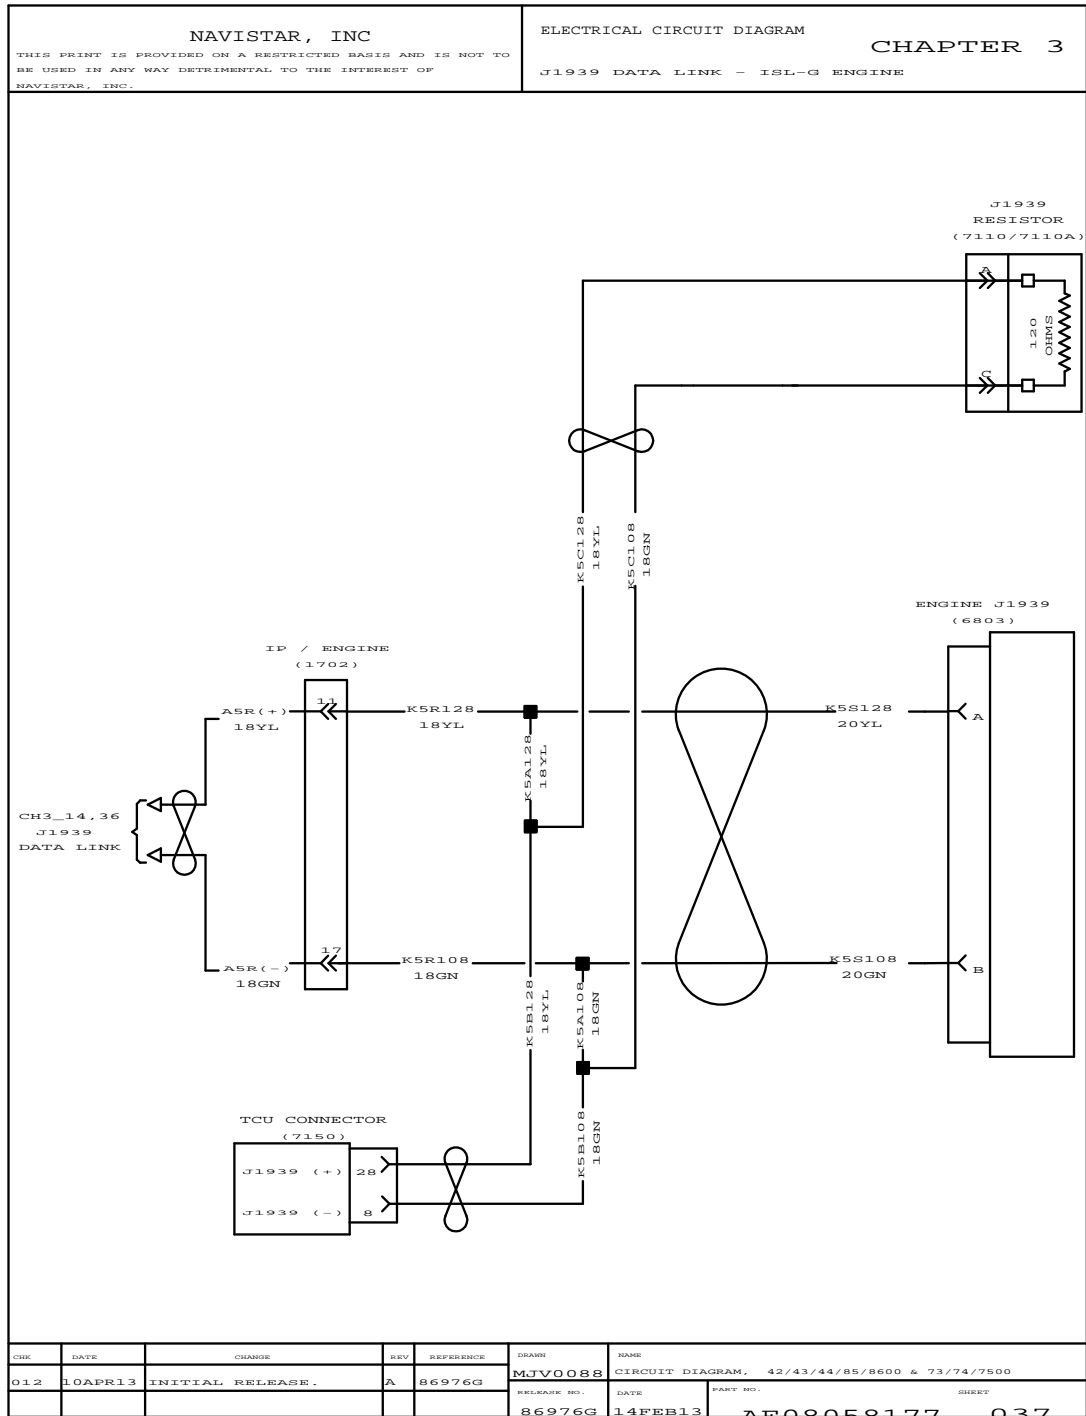 NAVISTAR, INC
THIS PRINT IS PROVIDED ON A RESTRICTED BASIS AND IS NOT TO
BE USED IN ANY WAY DETRIMENTAL TO THE INTEREST OF
NAVISTAR, INC.
ELECTRICAL CIRCUIT DIAGRAM
CHAPTER 3
J1939 DATA LINK - ISL-G ENGINE
J1939
RESISTOR
(7110/7110A)
A
120
OHMS
C
K5C128
18YL
K5C108
18GN
ENGINE J1939
(6803)
IP / ENGINE
(1702)
A5R(+)
18YL
11
K5R128
18YL
K5A128
18YL
K5S128
20YL
A
CH3_14,36
J1939
DATA LINK
A5R(-)
18GN
17
K5R108
18GN
K5B128
18YL
K5A108
18GN
K5S108
20GN
B
K5B108
18GN
TCU CONNECTOR
(7150)
J1939 (+)
28
J1939 (-)
8
CHK
DATE
CHANGE
REV
REFERENCE
DRAWN
NAME
012
10APR13
INITIAL RELEASE.
A
86976G
MJV0088
CIRCUIT DIAGRAM, 42/43/44/85/8600 & 73/74/7500
RELEASE NO.
DATE
PART NO.
SHEET
86976G
14FEB13
AE08058177
037